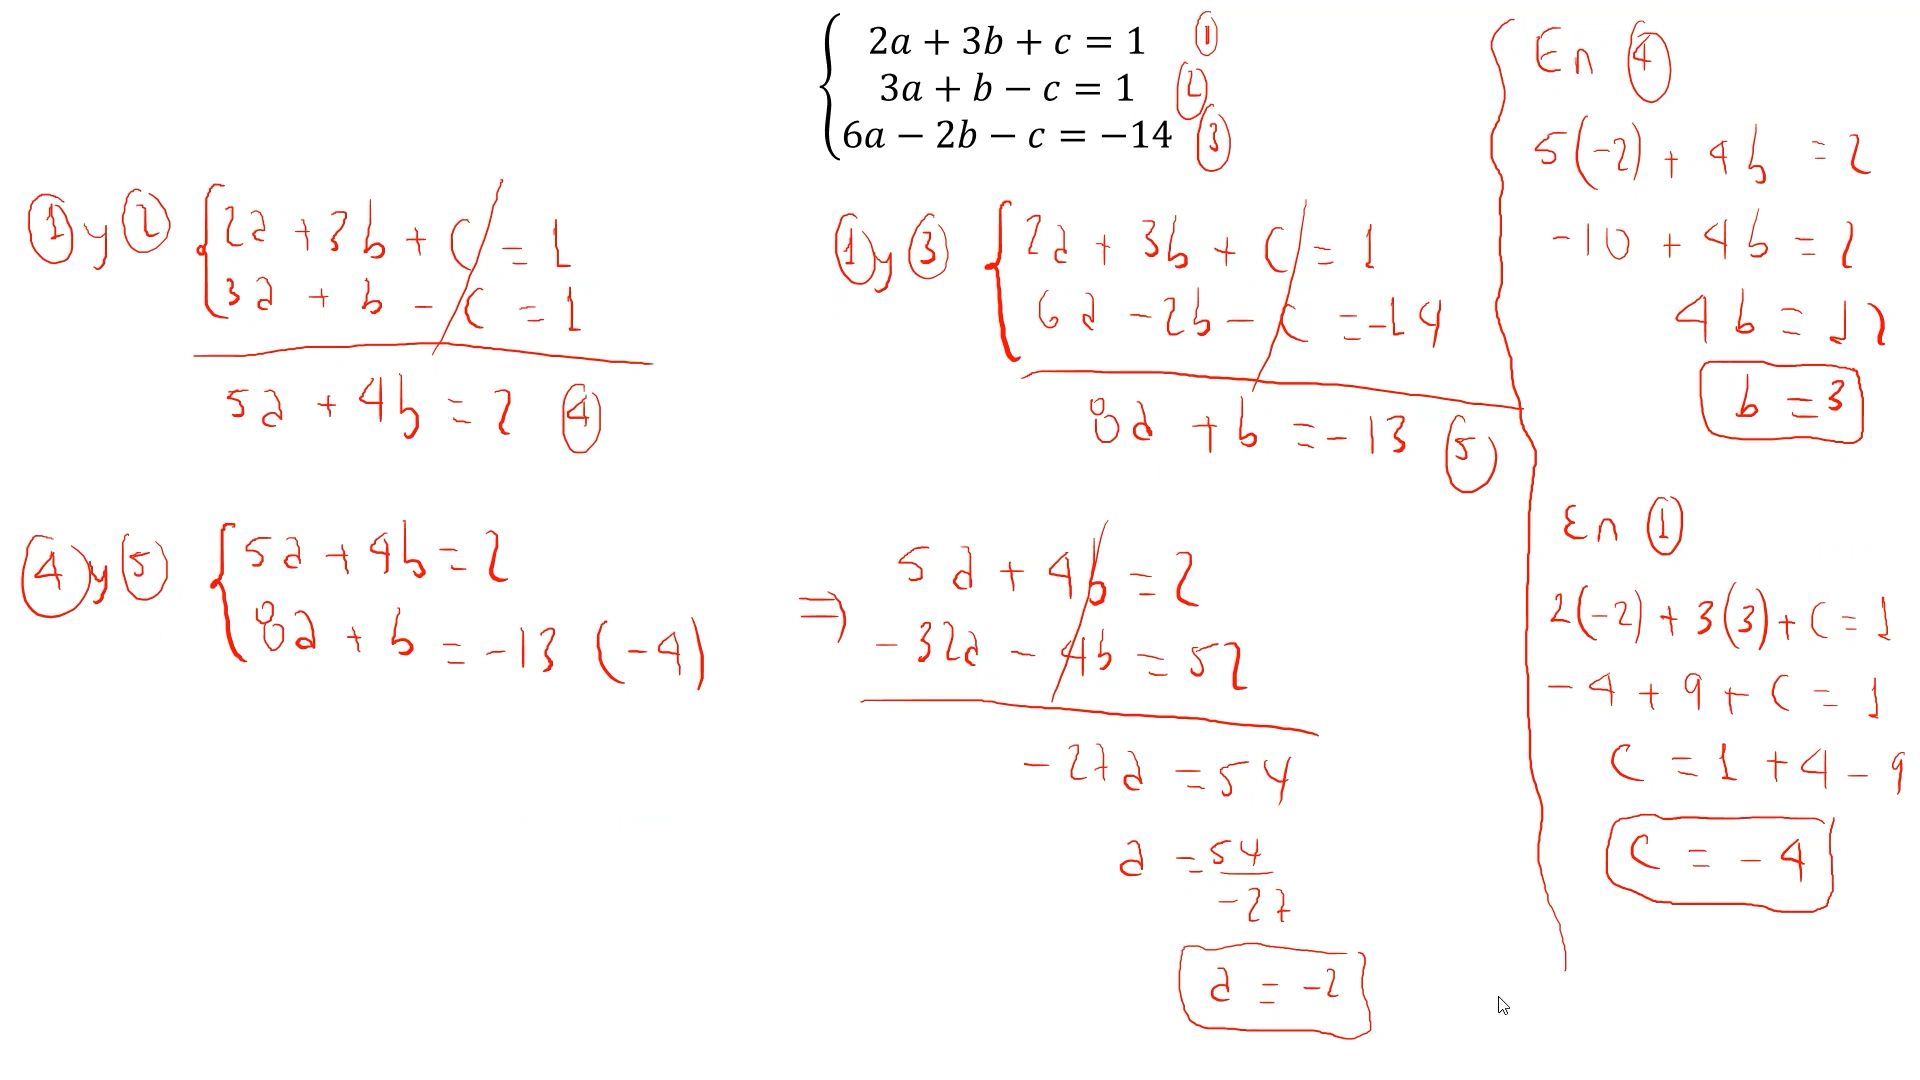 2a + 3b + c = 1 ①
3a + b − c = 1 ②
6a − 2b − c = −14 ③
① y ② 2a + 3b + c = 1
3a + b - c = 1
5a + 4b = 2 ④
① y ③ 2a + 3b + c = 1
6a - 2b - c = -14
8a + b = -13 ⑤
④ y ⑤ 5a + 4b = 2
8a + b = -13 (-4)
⇒ 5a + 4b = 2
- 32a - 4b = 52
- 27a = 54
a = 54/-27
a = -2
En ④
5(-2) + 4b = 2
-10 + 4b = 2
4b = 12
b = 3
En ①
2(-2) + 3(3) + c = 1
- 4 + 9 + c = 1
c = 1 + 4 - 9
c = - 4